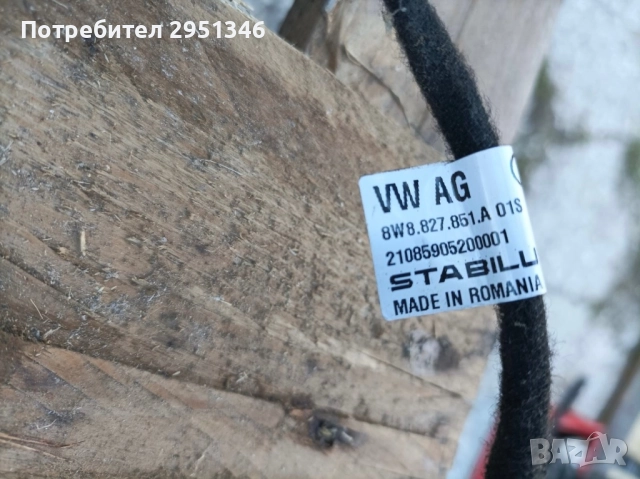 Потребител 2951346
VW AG
8W8.827.851.A 01S
21085905200001
STABILU
MADE IN ROMANIA
BAZAR